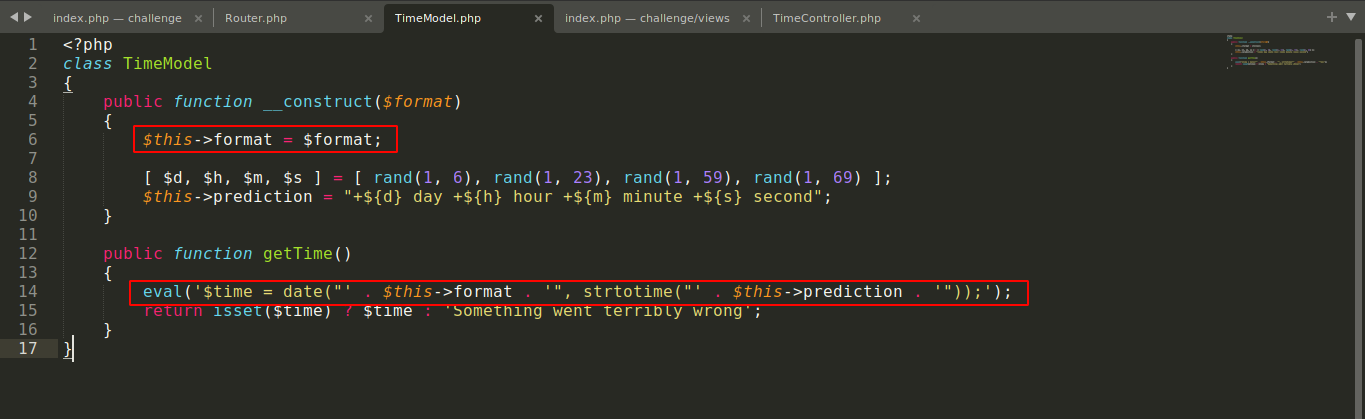 index.php — challenge × Router.php × TimeModel.php × index.php — challenge/views × TimeController.php ×
1 <?php
2 class TimeModel
3 {
4 public function __construct($format)
5 {
6 $this->format = $format;
7
8 [ $d, $h, $m, $s ] = [ rand(1, 6), rand(1, 23), rand(1, 59), rand(1, 69) ];
9 $this->prediction = "+${d} day +${h} hour +${m} minute +${s} second";
10 }
11
12 public function getTime()
13 {
14 eval('$time = date("' . $this->format . '", strtotime("' . $this->prediction . '"));');
15 return isset($time) ? $time : 'Something went terribly wrong';
16 }
17 }